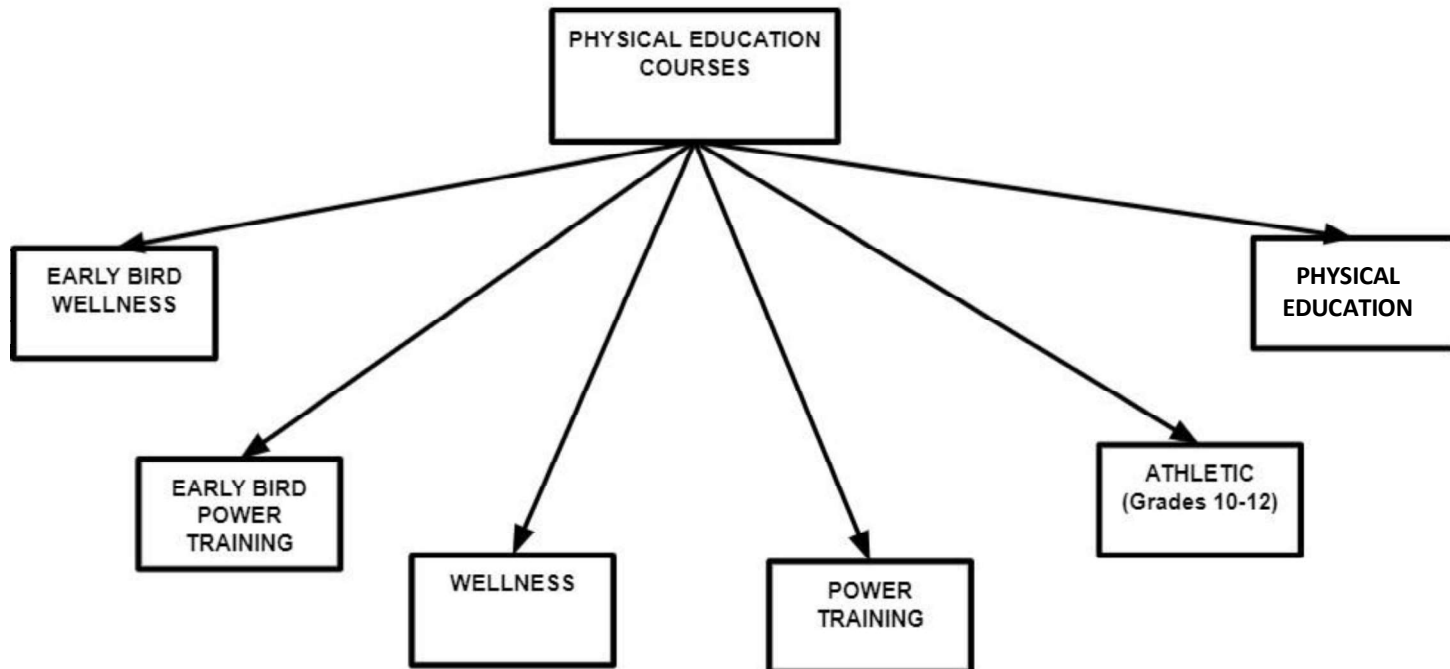 PHYSICAL EDUCATION
COURSES
EARLY BIRD
WELLNESS
EARLY BIRD
POWER
TRAINING
WELLNESS
POWER
TRAINING
ATHLETIC
(Grades 10-12)
PHYSICAL
EDUCATION